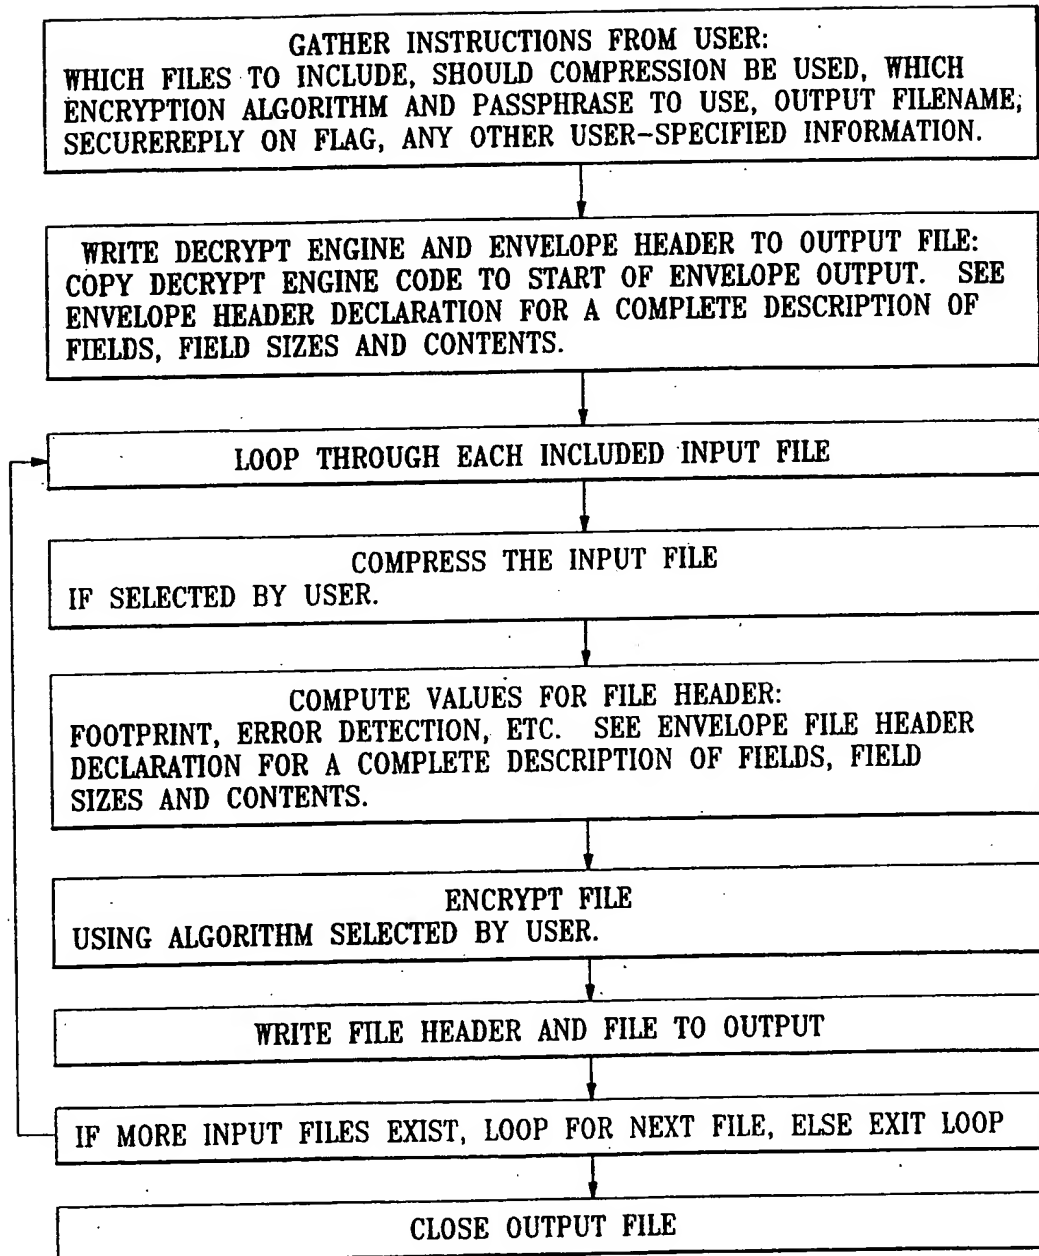 GATHER INSTRUCTIONS FROM USER:
WHICH FILES TO INCLUDE, SHOULD COMPRESSION BE USED, WHICH
ENCRYPTION ALGORITHM AND PASSPHRASE TO USE, OUTPUT FILENAME,
SECUREREPLY ON FLAG, ANY OTHER USER-SPECIFIED INFORMATION.
WRITE DECRYPT ENGINE AND ENVELOPE HEADER TO OUTPUT FILE:
COPY DECRYPT ENGINE CODE TO START OF ENVELOPE OUTPUT. SEE
ENVELOPE HEADER DECLARATION FOR A COMPLETE DESCRIPTION OF
FIELDS, FIELD SIZES AND CONTENTS.
LOOP THROUGH EACH INCLUDED INPUT FILE
COMPRESS THE INPUT FILE
IF SELECTED BY USER.
COMPUTE VALUES FOR FILE HEADER:
FOOTPRINT, ERROR DETECTION, ETC. SEE ENVELOPE FILE HEADER
DECLARATION FOR A COMPLETE DESCRIPTION OF FIELDS, FIELD
SIZES AND CONTENTS.
ENCRYPT FILE
USING ALGORITHM SELECTED BY USER.
WRITE FILE HEADER AND FILE TO OUTPUT
IF MORE INPUT FILES EXIST, LOOP FOR NEXT FILE, ELSE EXIT LOOP
CLOSE OUTPUT FILE